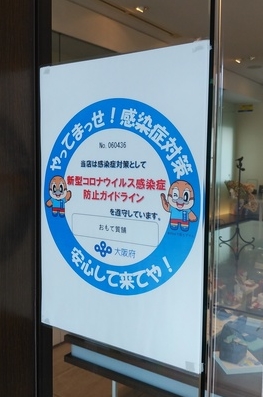 やってまっせ！感染症対策
No. 060436
当店は感染症対策として
新型コロナウイルス感染症
防止ガイドライン
を遵守しています。
おもて質舗
大阪府
安心して来てや！